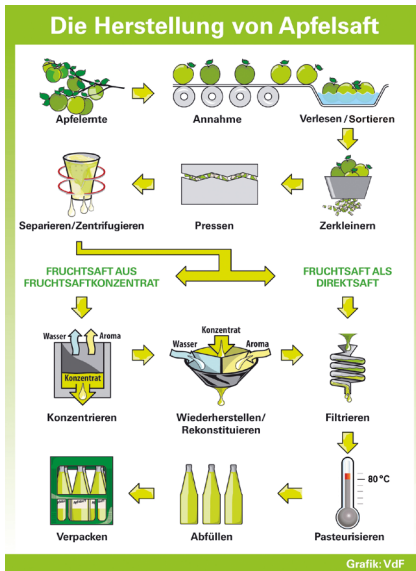 Die Herstellung von Apfelsaft
Apfelernte
Annahme
Verlesen/Sortieren
Separieren/Zentrifugieren
Pressen
Zerkleinern
FRUCHTSAFT AUS
FRUCHTSAFTKONZENTRAT
FRUCHTSAFT ALS
DIREKTSAFT
Wasser
Aroma
Konzentrat
Konzentrieren
Konzentrat
Wasser
Aroma
Wiederherstellen/
Rekonstituieren
Filtrieren
Verpacken
Abfüllen
80°C
Pasteurisieren
Grafik: VdF